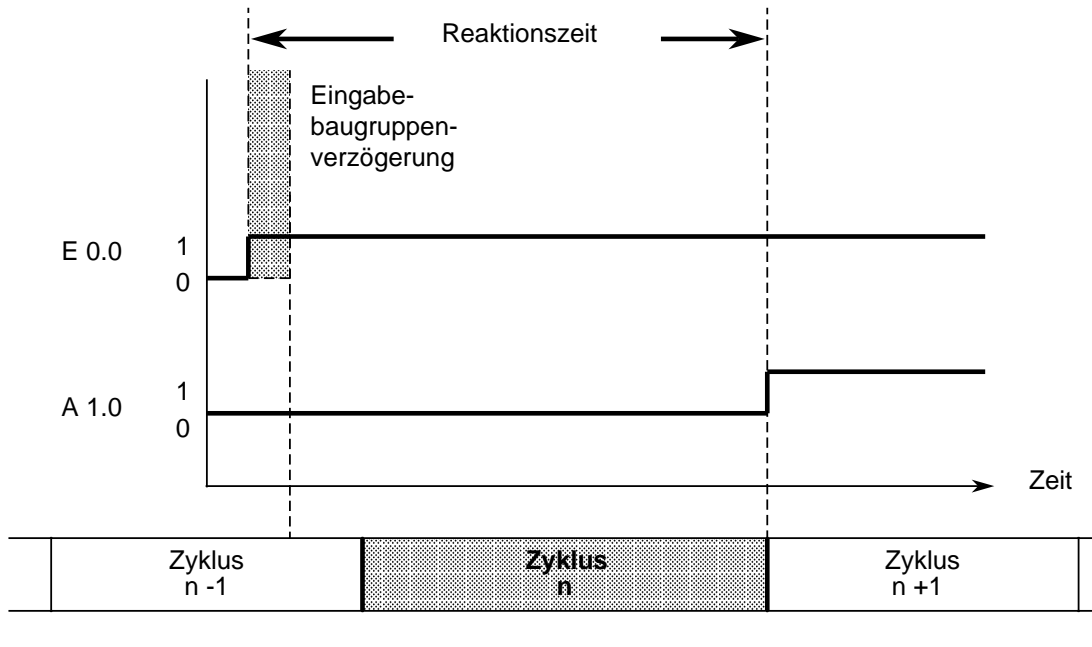 Reaktionszeit
Eingabe-
baugruppen-
verzögerung
E 0.0
1
0
A 1.0
1
0
Zeit
Zyklus
n -1
Zyklus
n
Zyklus
n +1